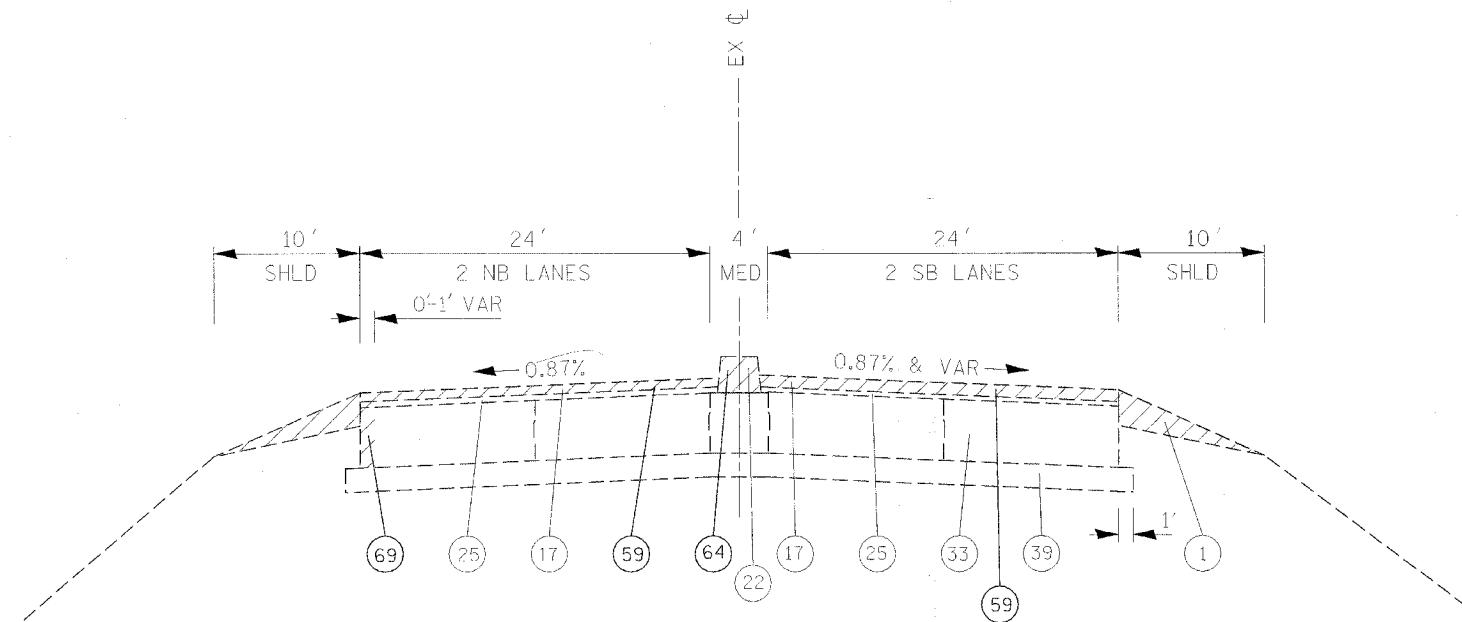 EX ℄
10' 24' 4' 24' 10'
SHLD 2 NB LANES MED 2 SB LANES SHLD
0'-1' VAR
0.87% 0.87% & VAR
1'
69 25 17 59 64 22 17 25 33 39 1
59